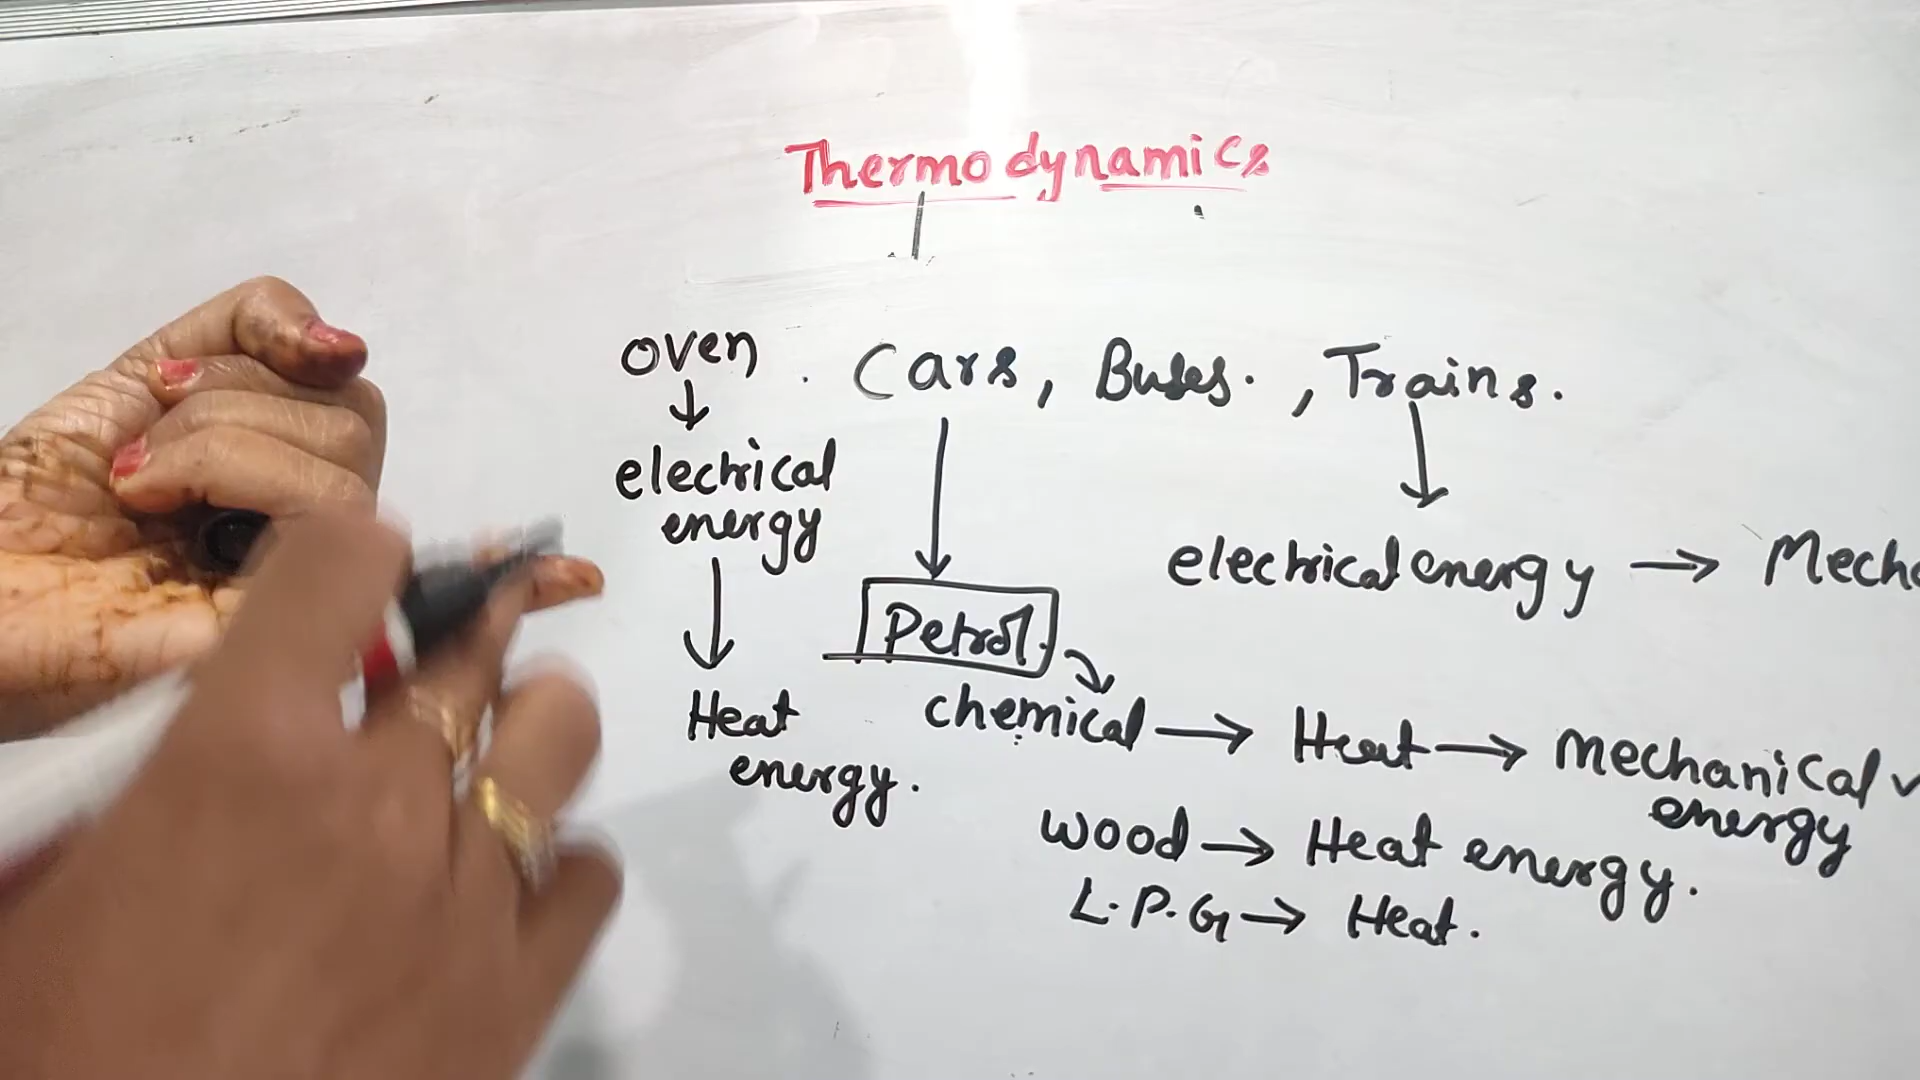 Thermodynamics
oven . Cars, Buses. , Trains.
↓
electrical
energy
electrical energy → Mecha
Petrol.
Heat
energy.
chemical → Heat → Mechanical
energy
wood → Heat energy.
L.P.G → Heat.